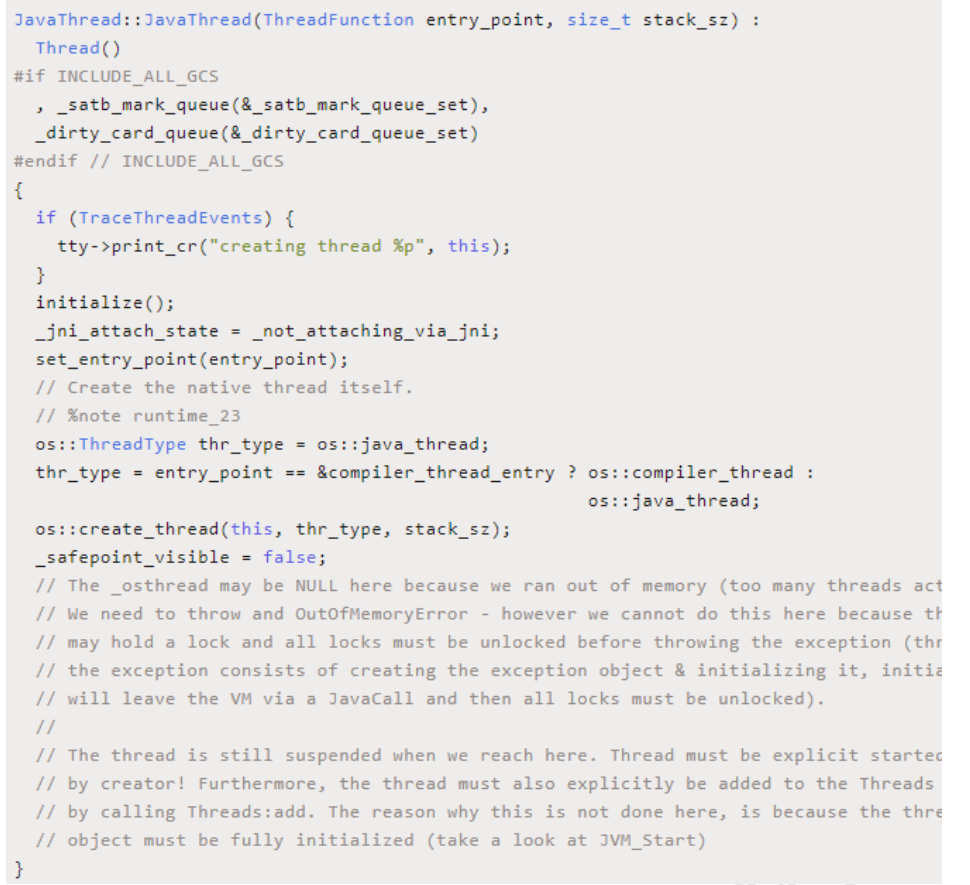 JavaThread::JavaThread(ThreadFunction entry_point, size_t stack_sz) :
  Thread()
#if INCLUDE_ALL_GCS
  , _satb_mark_queue(&_satb_mark_queue_set),
  _dirty_card_queue(&_dirty_card_queue_set)
#endif // INCLUDE_ALL_GCS
{
  if (TraceThreadEvents) {
    tty->print_cr("creating thread %p", this);
  }
  initialize();
  _jni_attach_state = _not_attaching_via_jni;
  set_entry_point(entry_point);
  // Create the native thread itself.
  // %note runtime_23
  os::ThreadType thr_type = os::java_thread;
  thr_type = entry_point == &compiler_thread_entry ? os::compiler_thread :
                                                     os::java_thread;
  os::create_thread(this, thr_type, stack_sz);
  _safepoint_visible = false;
  // The _osthread may be NULL here because we ran out of memory (too many threads act
  // We need to throw and OutOfMemoryError - however we cannot do this here because th
  // may hold a lock and all locks must be unlocked before throwing the exception (thr
  // the exception consists of creating the exception object & initializing it, initia
  // will leave the VM via a JavaCall and then all locks must be unlocked).
  //
  // The thread is still suspended when we reach here. Thread must be explicit started
  // by creator! Furthermore, the thread must also explicitly be added to the Threads
  // by calling Threads:add. The reason why this is not done here, is because the thre
  // object must be fully initialized (take a look at JVM_Start)
}